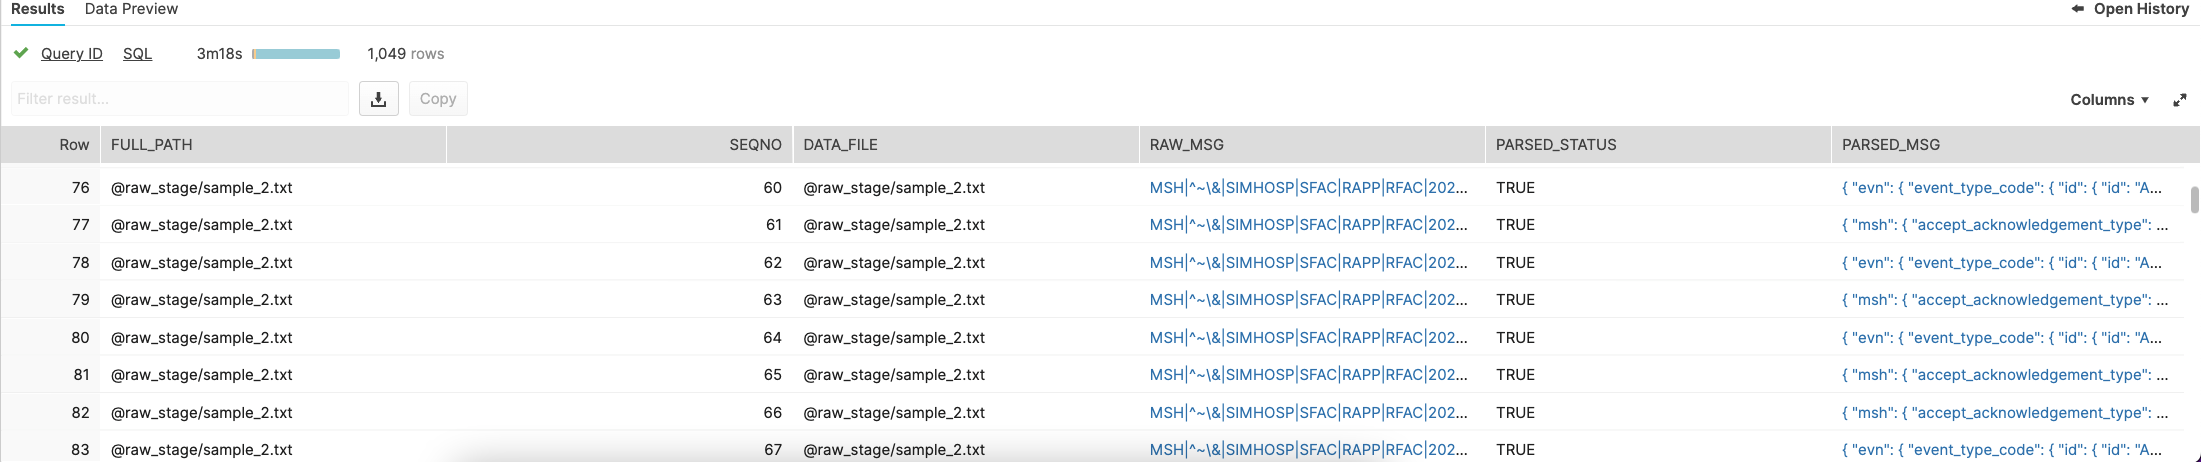 Results Data Preview Open History
Query ID SQL 3m18s 1,049 rows
Filter result... Copy Columns
Row FULL_PATH SEQNO DATA_FILE RAW_MSG PARSED_STATUS PARSED_MSG
76 @raw_stage/sample_2.txt 60 @raw_stage/sample_2.txt MSH|^~\&|SIMHOSP|SFAC|RAPP|RFAC|202... TRUE { "evn": { "event_type_code": { "id": { "id": "A...
77 @raw_stage/sample_2.txt 61 @raw_stage/sample_2.txt MSH|^~\&|SIMHOSP|SFAC|RAPP|RFAC|202... TRUE { "msh": { "accept_acknowledgement_type": ...
78 @raw_stage/sample_2.txt 62 @raw_stage/sample_2.txt MSH|^~\&|SIMHOSP|SFAC|RAPP|RFAC|202... TRUE { "evn": { "event_type_code": { "id": { "id": "A...
79 @raw_stage/sample_2.txt 63 @raw_stage/sample_2.txt MSH|^~\&|SIMHOSP|SFAC|RAPP|RFAC|202... TRUE { "msh": { "accept_acknowledgement_type": ...
80 @raw_stage/sample_2.txt 64 @raw_stage/sample_2.txt MSH|^~\&|SIMHOSP|SFAC|RAPP|RFAC|202... TRUE { "evn": { "event_type_code": { "id": { "id": "A...
81 @raw_stage/sample_2.txt 65 @raw_stage/sample_2.txt MSH|^~\&|SIMHOSP|SFAC|RAPP|RFAC|202... TRUE { "msh": { "accept_acknowledgement_type": ...
82 @raw_stage/sample_2.txt 66 @raw_stage/sample_2.txt MSH|^~\&|SIMHOSP|SFAC|RAPP|RFAC|202... TRUE { "msh": { "accept_acknowledgement_type": ...
83 @raw_stage/sample_2.txt 67 @raw_stage/sample_2.txt MSH|^~\&|SIMHOSP|SFAC|RAPP|RFAC|202... TRUE { "evn": { "event_type_code": { "id": { "id": "A...